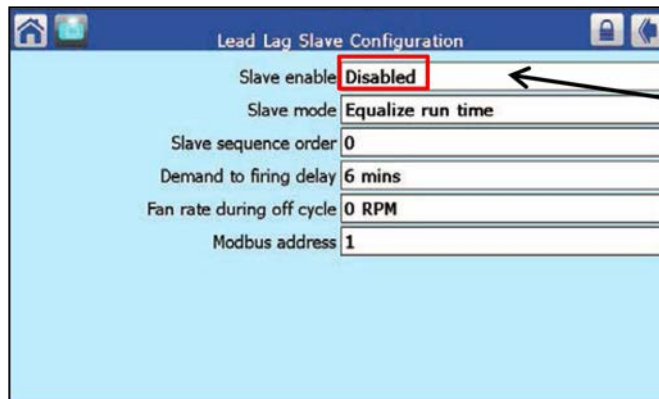 Lead Lag Slave Configuration
Slave enable Disabled
Slave mode Equalize run time
Slave sequence order 0
Demand to firing delay 6 mins
Fan rate during off cycle 0 RPM
Modbus address 1